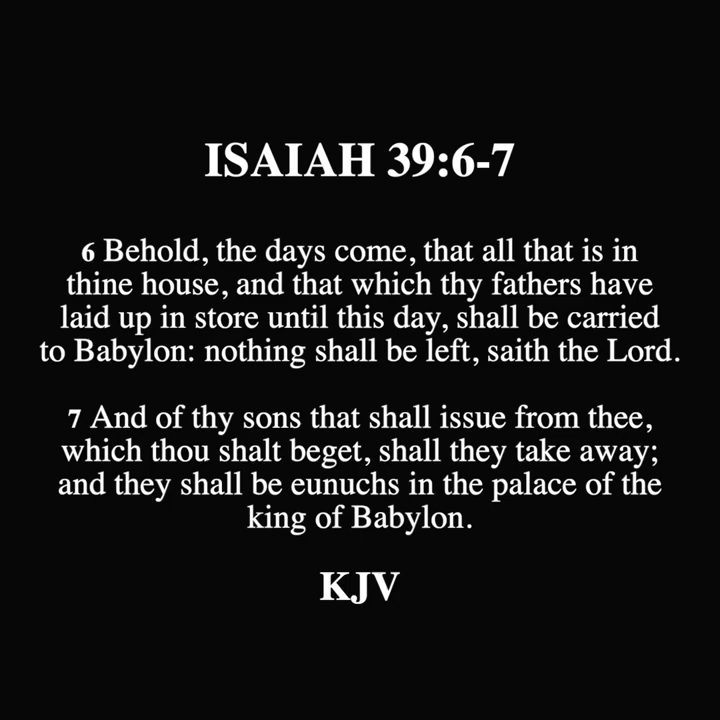 ISAIAH 39:6-7
6 Behold, the days come, that all that is in
thine house, and that which thy fathers have
laid up in store until this day, shall be carried
to Babylon: nothing shall be left, saith the Lord.
7 And of thy sons that shall issue from thee,
which thou shalt beget, shall they take away;
and they shall be eunuchs in the palace of the
king of Babylon.
KJV